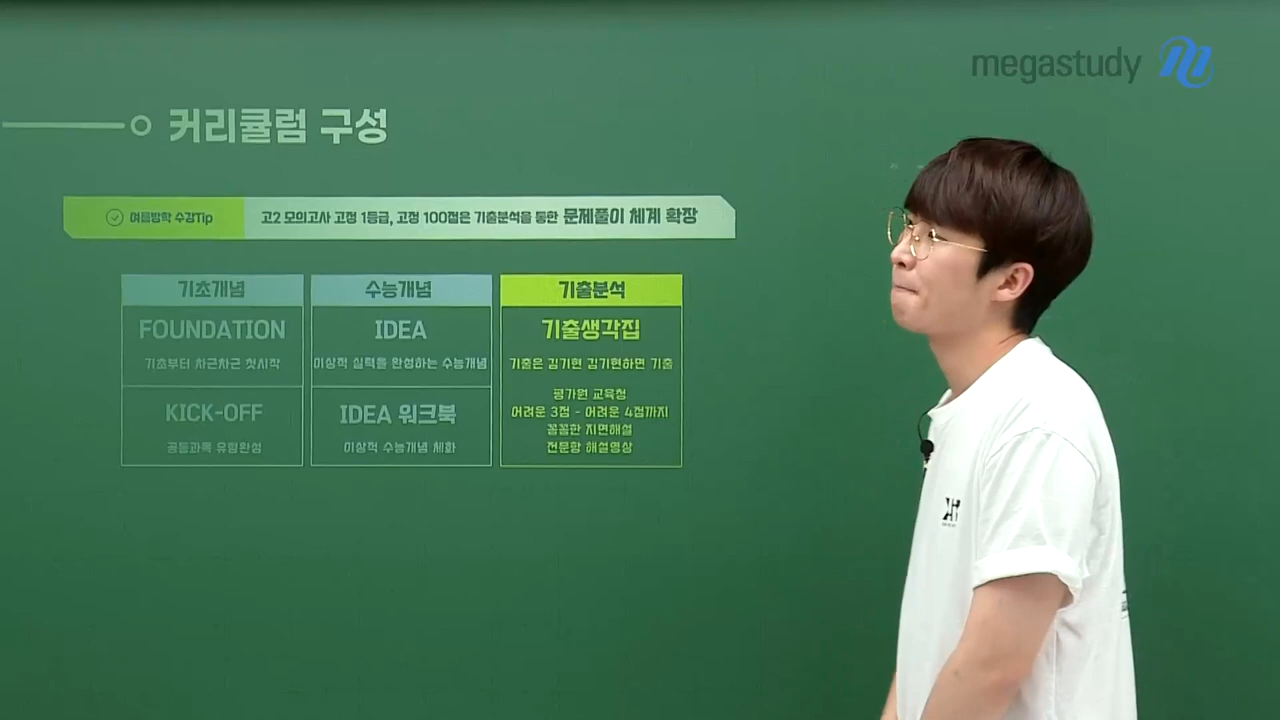 megastudy
커리큘럼 구성
여름방학 수강Tip
고2 모의고사 고정 1등급, 고정 100점은 기출분석을 통한 문제풀이 체계 확장
기초개념
FOUNDATION
기초부터 차근차근 첫시작
KICK-OFF
공통과목 유형완성
수능개념
IDEA
이상적 실력을 완성하는 수능개념
IDEA 워크북
이상적 수능개념 체화
기출분석
기출생각집
기출은 김기현 김기현하면 기출
평가원 교육청
어려운 3점 - 어려운 4점까지
꼼꼼한 지면해설
전문항 해설영상